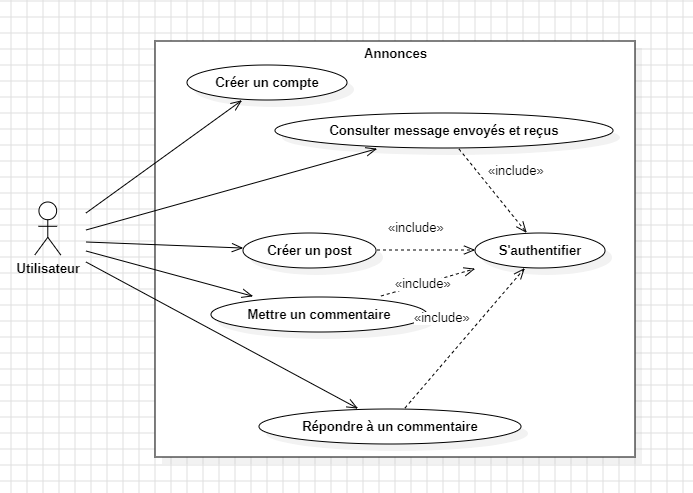 Annonces
Créer un compte
Consulter message envoyés et reçus
«include»
Créer un post
«include»
S'authentifier
Utilisateur
«include»
Mettre un commentaire
«include»
Répondre à un commentaire